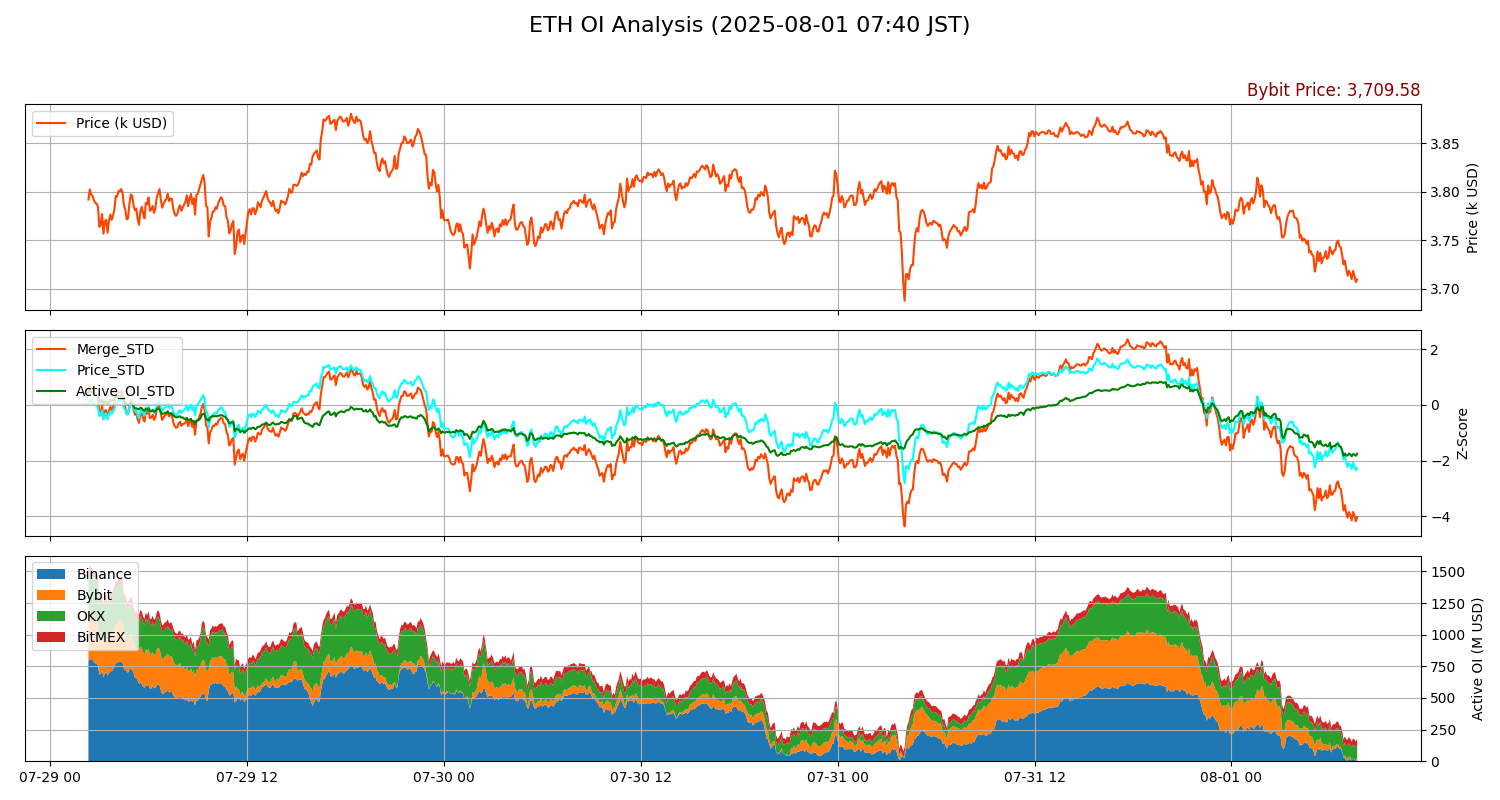 ETH OI Analysis (2025-08-01 07:40 JST)
Bybit Price: 3,709.58
Price (k USD)
3.85
3.80
3.75
3.70
Price (k USD)
Merge_STD
Price_STD
Active_OI_STD
2
0
−2
−4
Z-Score
Binance
Bybit
OKX
BitMEX
1500
1250
1000
750
500
250
0
Active OI (M USD)
07-29 00
07-29 12
07-30 00
07-30 12
07-31 00
07-31 12
08-01 00